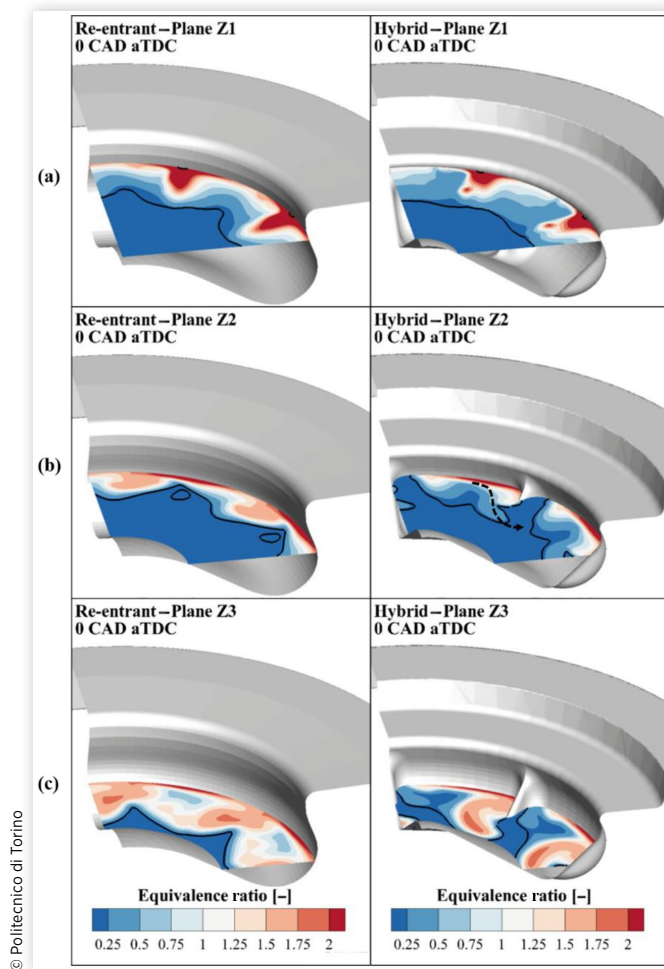 Re-entrant–Plane Z1
0 CAD aTDC
Hybrid–Plane Z1
0 CAD aTDC
(a)
Re-entrant–Plane Z2
0 CAD aTDC
Hybrid–Plane Z2
0 CAD aTDC
(b)
Re-entrant–Plane Z3
0 CAD aTDC
Hybrid–Plane Z3
0 CAD aTDC
(c)
Equivalence ratio [–]
0.25 0.5 0.75 1 1.25 1.5 1.75 2
Equivalence ratio [–]
0.25 0.5 0.75 1 1.25 1.5 1.75 2
© Politecnico di Torino